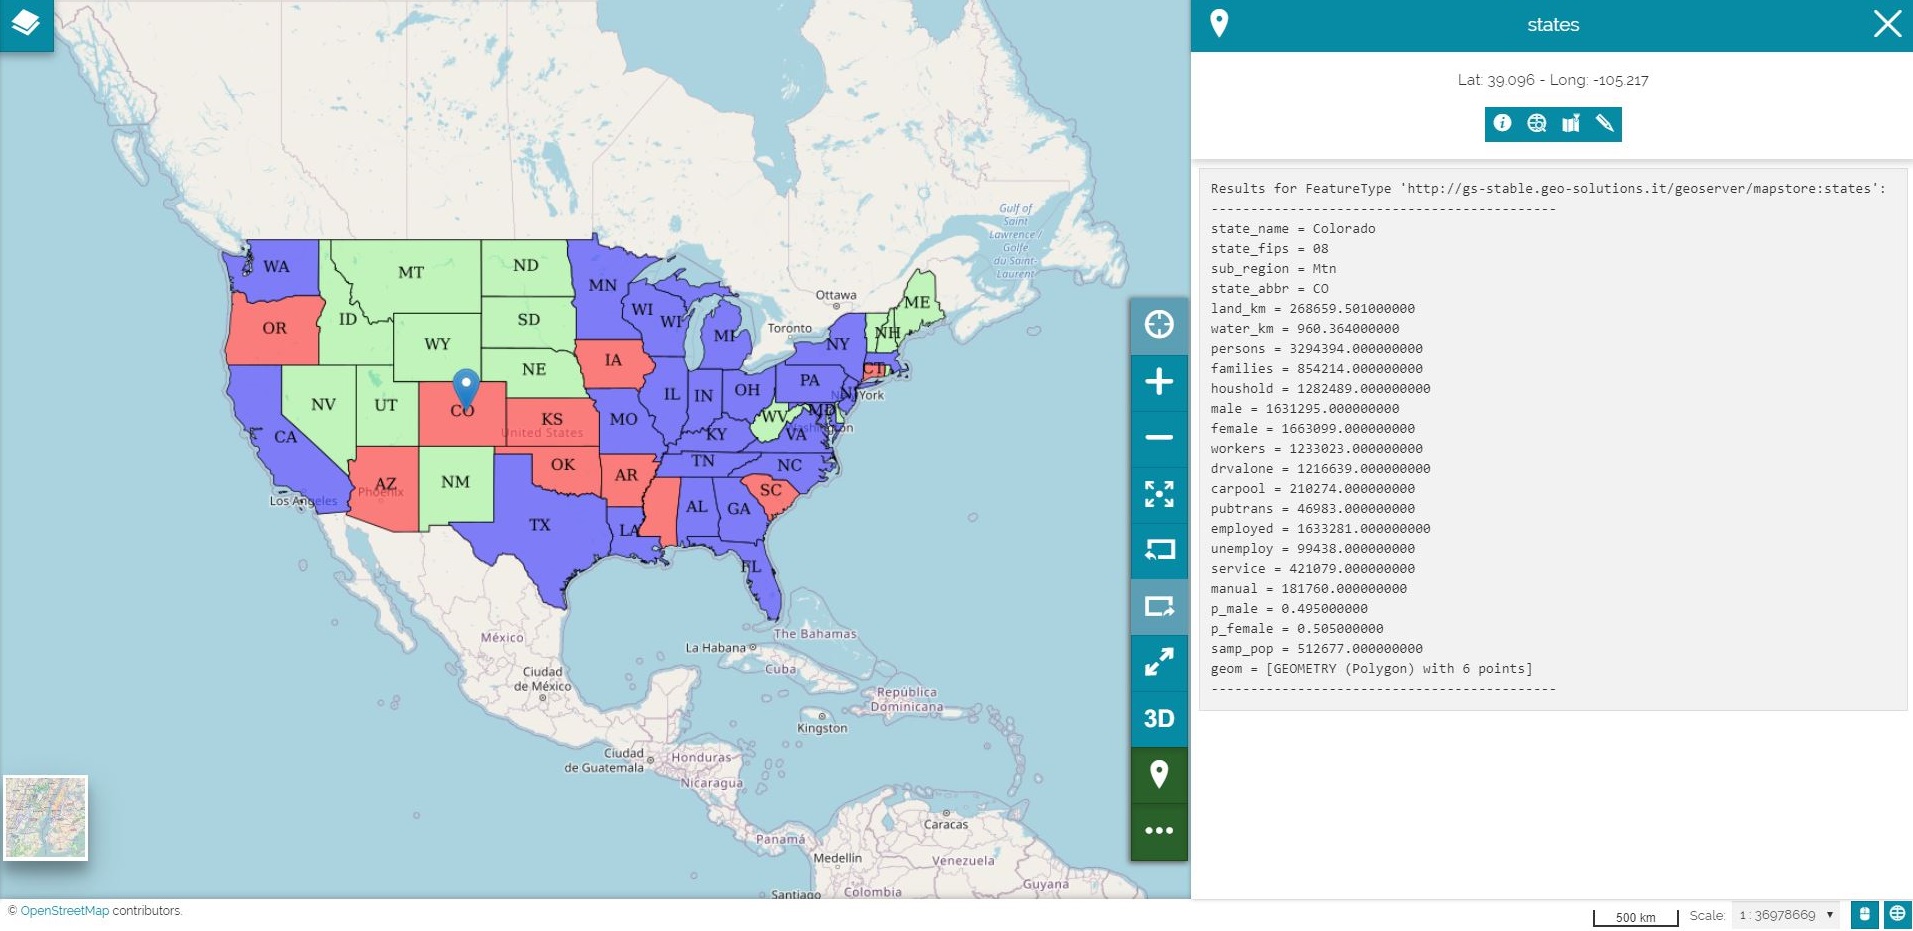 states
Lat: 39.096 - Long: -105.217
Results for FeatureType 'http://gs-stable.geo-solutions.it/geoserver/mapstore:states':
--------------------------------------------
state_name = Colorado
state_fips = 08
sub_region = Mtn
state_abbr = CO
land_km = 268659.501000000
water_km = 960.364000000
persons = 3294394.000000000
families = 854214.000000000
houshold = 1282489.000000000
male = 1631295.000000000
female = 1663099.000000000
workers = 1233023.000000000
drvalone = 1216639.000000000
carpool = 210274.000000000
pubtrans = 46983.000000000
employed = 1633281.000000000
unemploy = 99438.000000000
service = 421079.000000000
manual = 181760.000000000
p_male = 0.495000000
p_female = 0.505000000
samp_pop = 512677.000000000
geom = [GEOMETRY (Polygon) with 6 points]
--------------------------------------------
Gulf of
Saint
Lawrence /
Golfe
du Saint-
Laurent
WA
MT
ND
MN
OR
ID
SD
WI
WI
WY
NE
IA
MI
Ottawa
Toronto
ME
NH
NY
CT
NV
UT
CO
KS
United States
MO
IL
IN
OH
PA
NJ
New York
WV
MD
Washington
VA
KY
CA
AZ
Phoenix
NM
OK
AR
TN
NC
SC
Los Angeles
TX
LA
AL
GA
FL
México
Ciudad
de México
La Habana
The Bahamas
Cuba
República
Dominicana
Kingston
Ciudad
de Guatemala
Honduras
Nicaragua
Panamá
Caracas
Medellín
Venezuela
Santiago
Colombia
Guyana
3D
© OpenStreetMap contributors.
500 km
Scale:
1 : 36978669